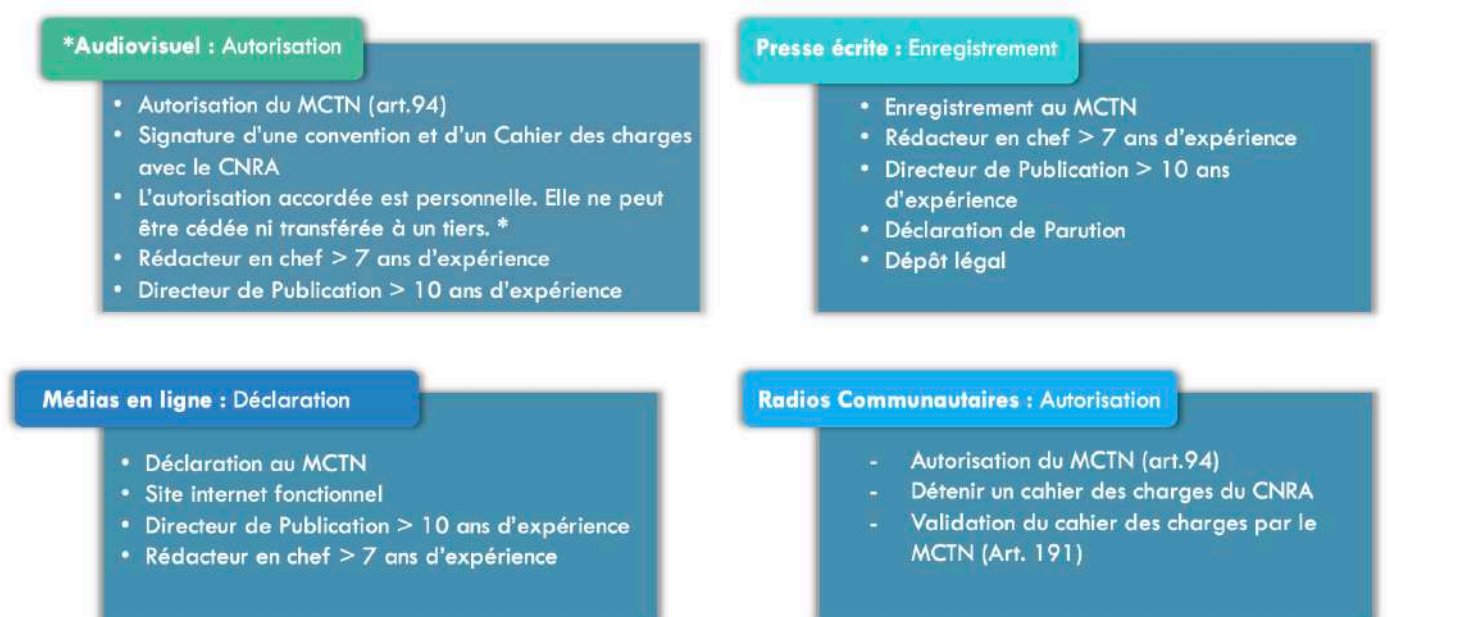 *Audiovisuel : Autorisation
• Autorisation du MCTN (art.94)
• Signature d'une convention et d'un Cahier des charges
avec le CNRA
• L'autorisation accordée est personnelle. Elle ne peut
être cédée ni transférée à un tiers. *
• Rédacteur en chef > 7 ans d'expérience
• Directeur de Publication > 10 ans d'expérience
Presse écrite : Enregistrement
• Enregistrement au MCTN
• Rédacteur en chef > 7 ans d'expérience
• Directeur de Publication > 10 ans
d'expérience
• Déclaration de Parution
• Dépôt légal
Médias en ligne : Déclaration
• Déclaration au MCTN
• Site internet fonctionnel
• Directeur de Publication > 10 ans d'expérience
• Rédacteur en chef > 7 ans d'expérience
Radios Communautaires : Autorisation
- Autorisation du MCTN (art.94)
- Détenir un cahier des charges du CNRA
- Validation du cahier des charges par le
MCTN (Art. 191)